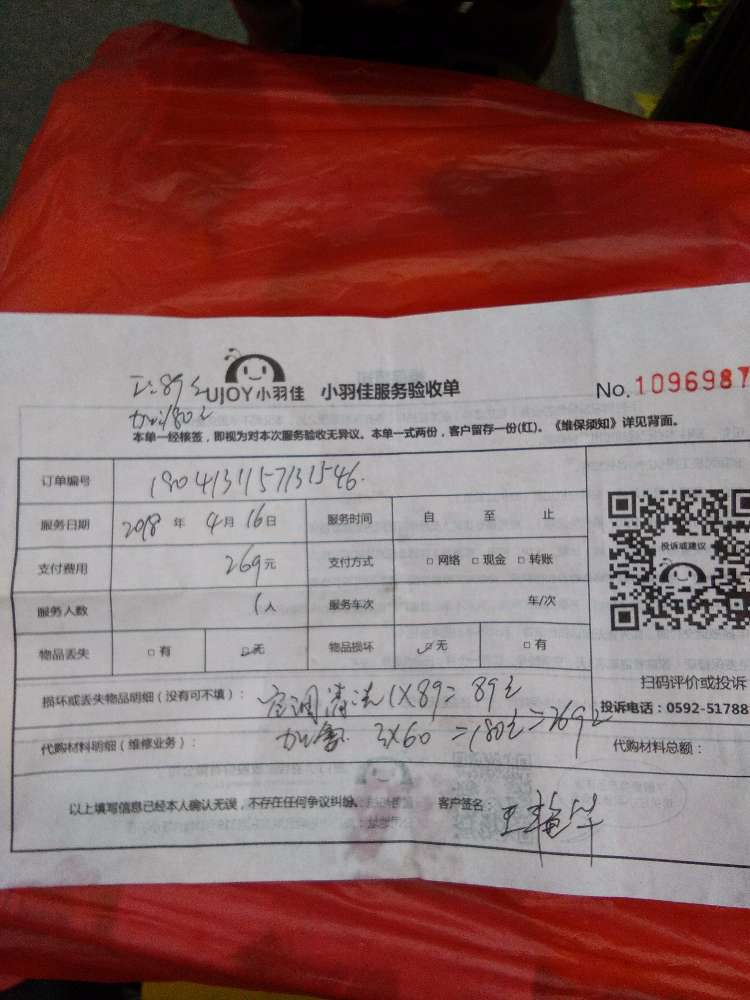 工:89元
加:180元
UJOY小羽佳 小羽佳服务验收单 No. 1096987
本单一经核签,即视为对本次服务验收无异议。本单一式两份,客户留存一份(红)。《维保须知》详见背面。
订单编号 1804131157131546
服务日期 2018 年 4 月 16 日 服务时间 自 至 止
支付费用 269 元 支付方式 □ 网络 □ 现金 □ 转账
服务人数 1 人 服务车次 车/次
物品丢失 □ 有 ☑ 无 物品损坏 ☑ 无 □ 有
投诉或建议
扫码评价或投诉
损坏或丢失物品明细(没有可不填): 空调清洗 1X89=89元
投诉电话:0592-51788
代购材料明细(维修业务): 加氟 3X60=180元=269元 代购材料总额:
以上填写信息已经本人确认无误,不存在任何争议纠纷。 客户签名: